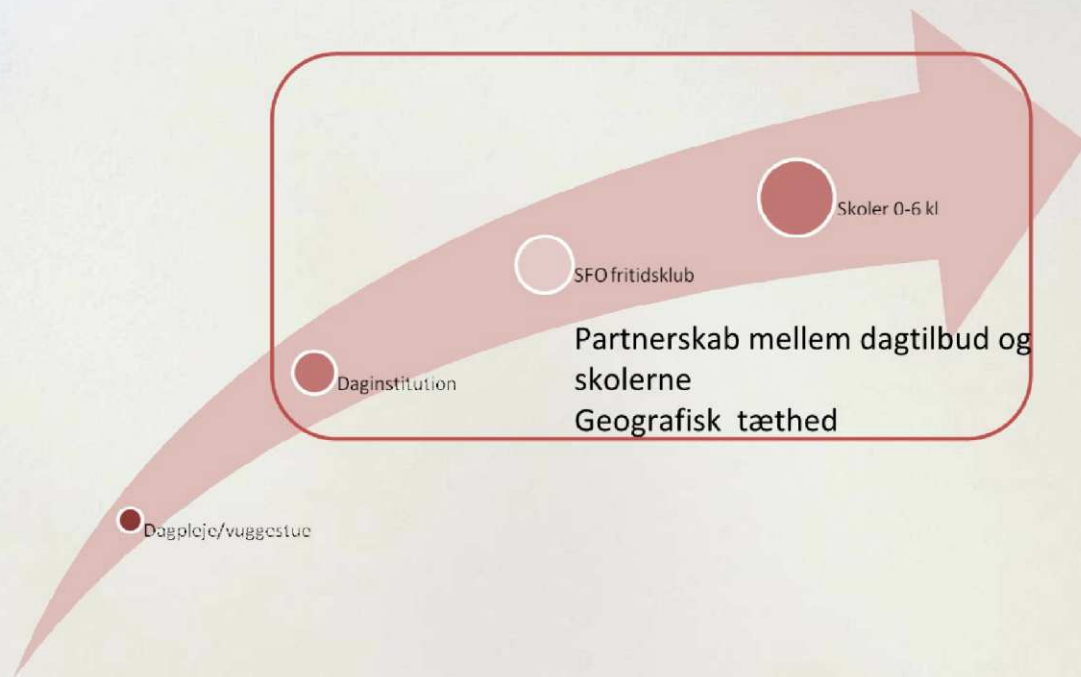 Skoler 0-6 kl
SFO fritidsklub
Partnerskab mellem dagtilbud og
skolerne
Geografisk tæthed
Daginstitution
Dagpleje/vuggestue